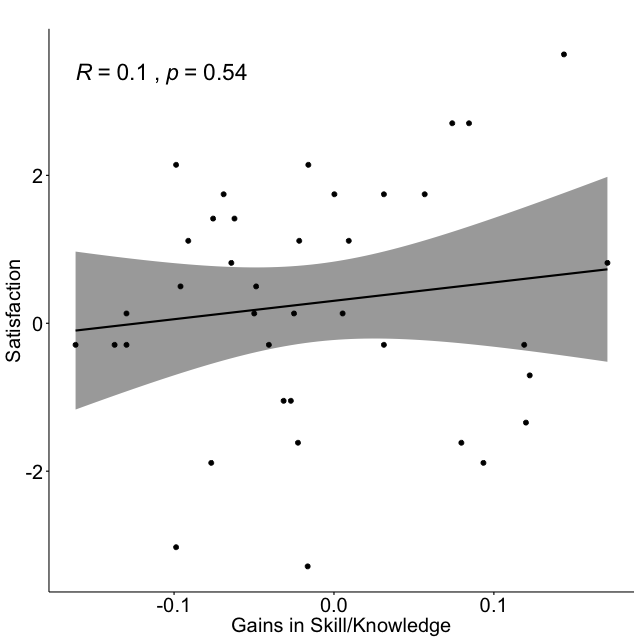 R = 0.1 , p = 0.54
2
0
-2
Satisfaction
-0.1 0.0 0.1
Gains in Skill/Knowledge